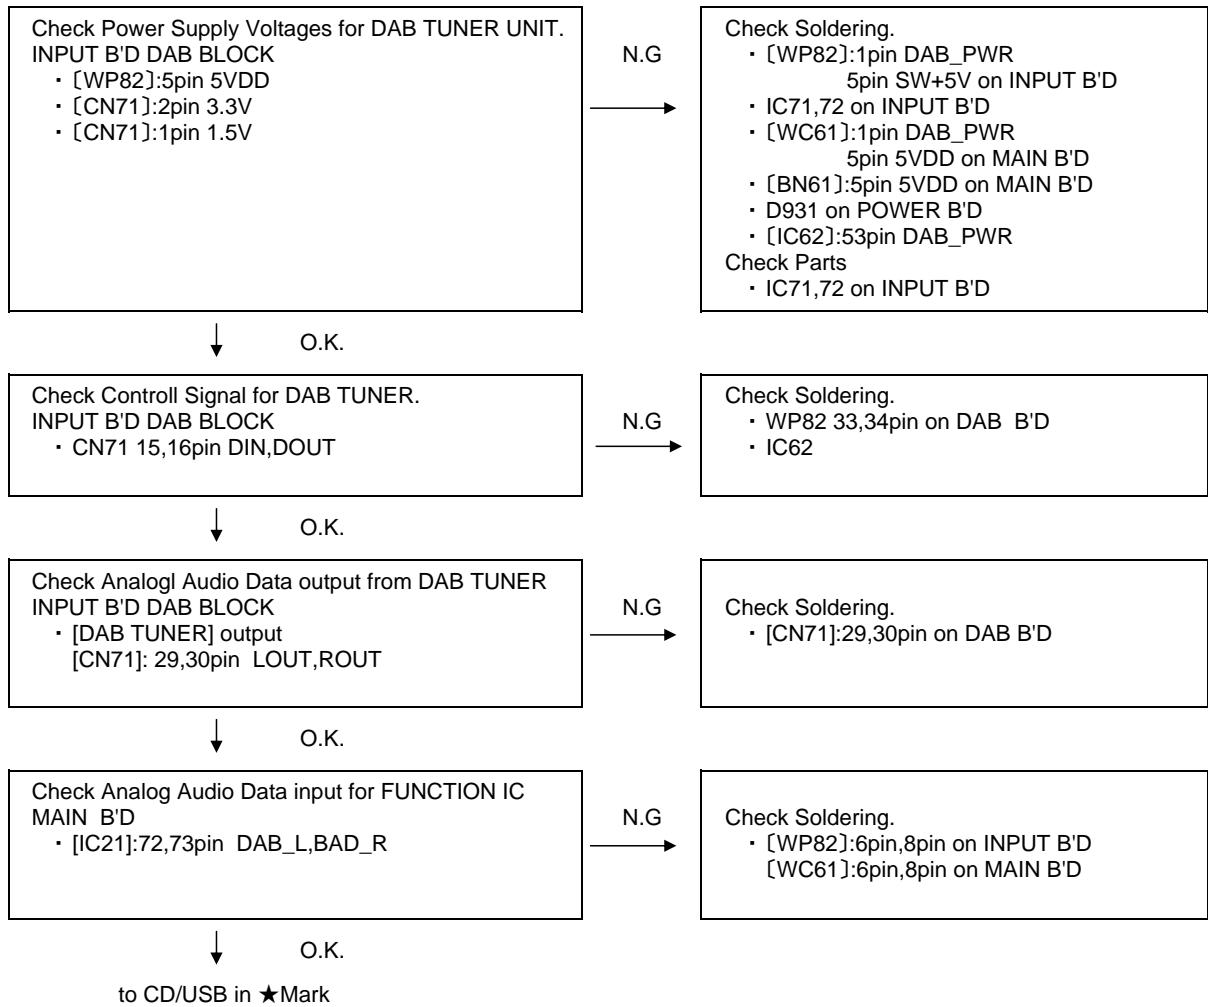 Check Power Supply Voltages for DAB TUNER UNIT.
INPUT B'D DAB BLOCK
・〔WP82〕:5pin 5VDD
・〔CN71〕:2pin 3.3V
・〔CN71〕:1pin 1.5V
N.G
Check Soldering.
・〔WP82〕:1pin DAB_PWR
5pin SW+5V on INPUT B'D
・IC71,72 on INPUT B'D
・〔WC61〕:1pin DAB_PWR
5pin 5VDD on MAIN B'D
・〔BN61〕:5pin 5VDD on MAIN B'D
・D931 on POWER B'D
・〔IC62〕:53pin DAB_PWR
Check Parts
・IC71,72 on INPUT B'D
O.K.
Check Controll Signal for DAB TUNER.
INPUT B'D DAB BLOCK
・CN71 15,16pin DIN,DOUT
N.G
Check Soldering.
・WP82 33,34pin on DAB B'D
・IC62
O.K.
Check Analogl Audio Data output from DAB TUNER
INPUT B'D DAB BLOCK
・[DAB TUNER] output
[CN71]: 29,30pin LOUT,ROUT
N.G
Check Soldering.
・[CN71]:29,30pin on DAB B'D
O.K.
Check Analog Audio Data input for FUNCTION IC
MAIN B'D
・[IC21]:72,73pin DAB_L,BAD_R
N.G
Check Soldering.
・〔WP82〕:6pin,8pin on INPUT B'D
〔WC61〕:6pin,8pin on MAIN B'D
O.K.
to CD/USB in ★Mark